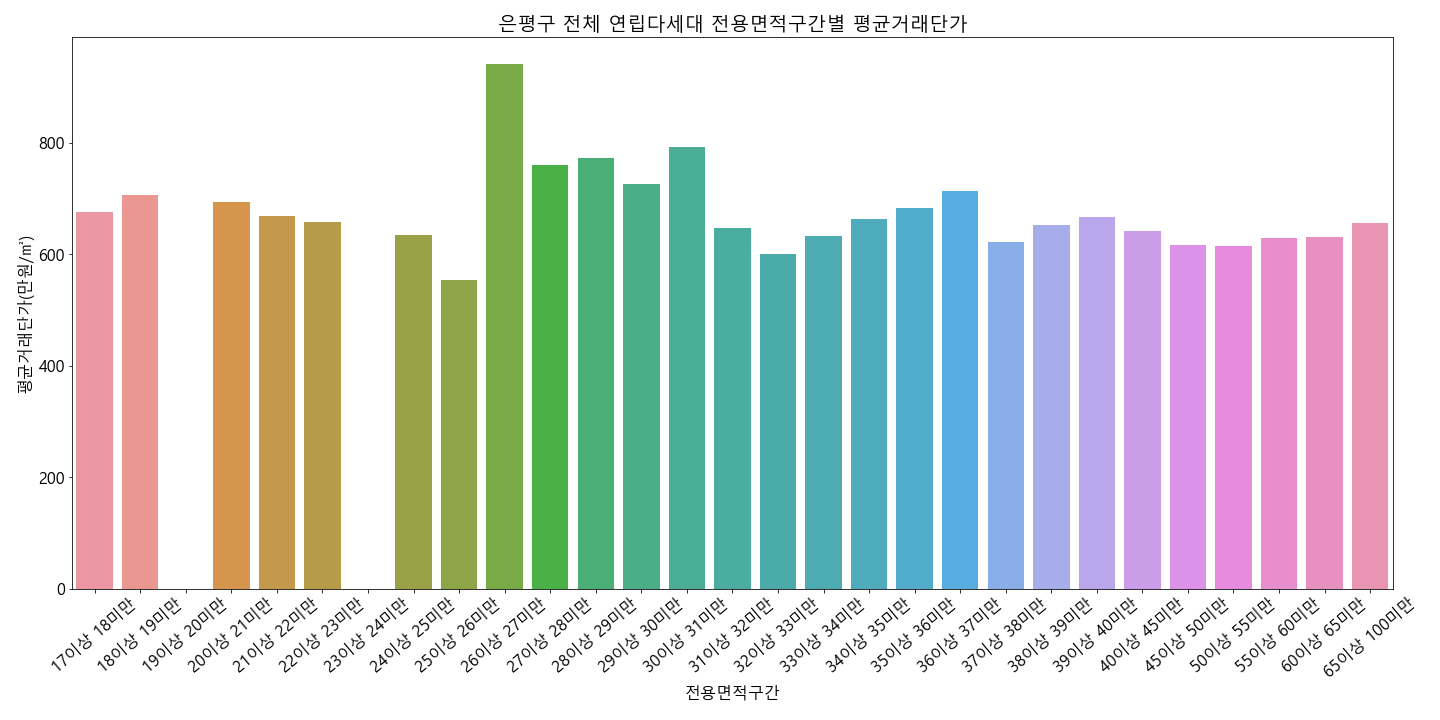 은평구 전체 연립다세대 전용면적구간별 평균거래단가
평균거래단가(만원/㎡)
800
600
400
200
0
17이상 18미만
18이상 19미만
19이상 20미만
20이상 21미만
21이상 22미만
22이상 23미만
23이상 24미만
24이상 25미만
25이상 26미만
26이상 27미만
27이상 28미만
28이상 29미만
29이상 30미만
30이상 31미만
31이상 32미만
32이상 33미만
33이상 34미만
34이상 35미만
35이상 36미만
36이상 37미만
37이상 38미만
38이상 39미만
39이상 40미만
40이상 45미만
45이상 50미만
50이상 55미만
55이상 60미만
60이상 65미만
65이상 100미만
전용면적구간